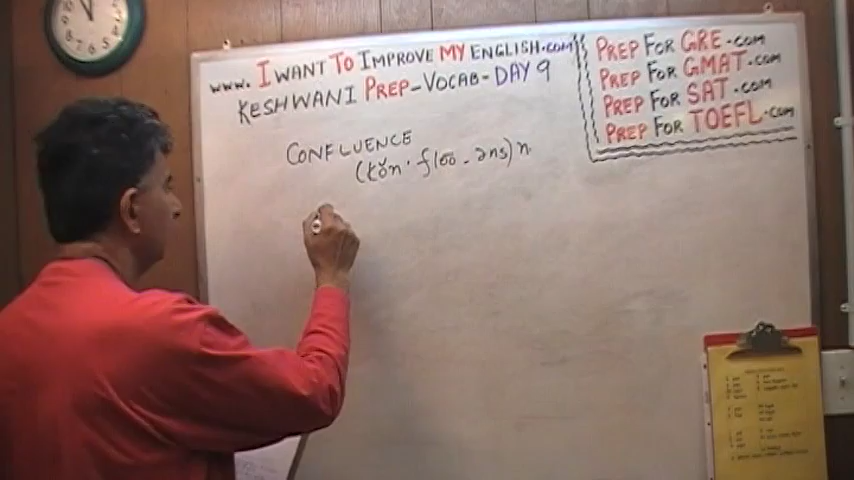 www. I WANT TO IMPROVE MY ENGLISH.COM
KESHWANI PREP-VOCAB-DAY 9
PREP FOR GRE.COM
PREP FOR GMAT.COM
PREP FOR SAT.COM
PREP FOR TOEFL.COM
CONFLUENCE
(kŏn·flo͞o-əns) n.